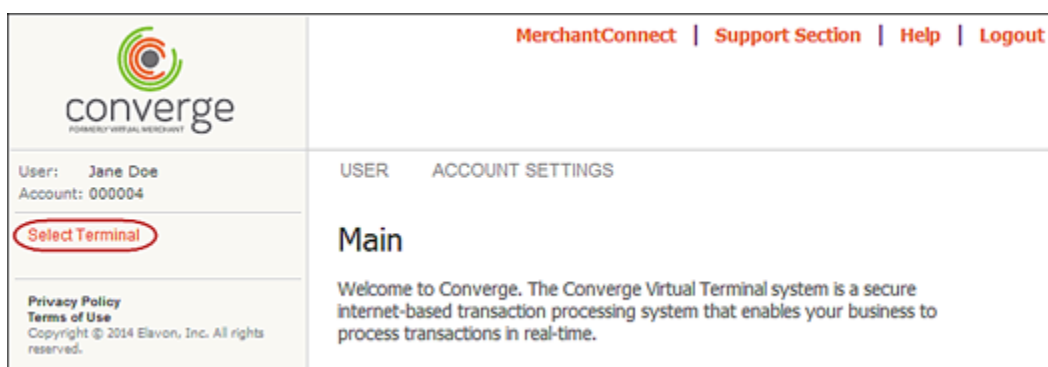 MerchantConnect | Support Section | Help | Logout
converge
FORMERLY VIRTUAL MERCHANT
User: Jane Doe
Account: 000004
Select Terminal
Privacy Policy
Terms of Use
Copyright © 2014 Elavon, Inc. All rights
reserved.
USER ACCOUNT SETTINGS
Main
Welcome to Converge. The Converge Virtual Terminal system is a secure
internet-based transaction processing system that enables your business to
process transactions in real-time.